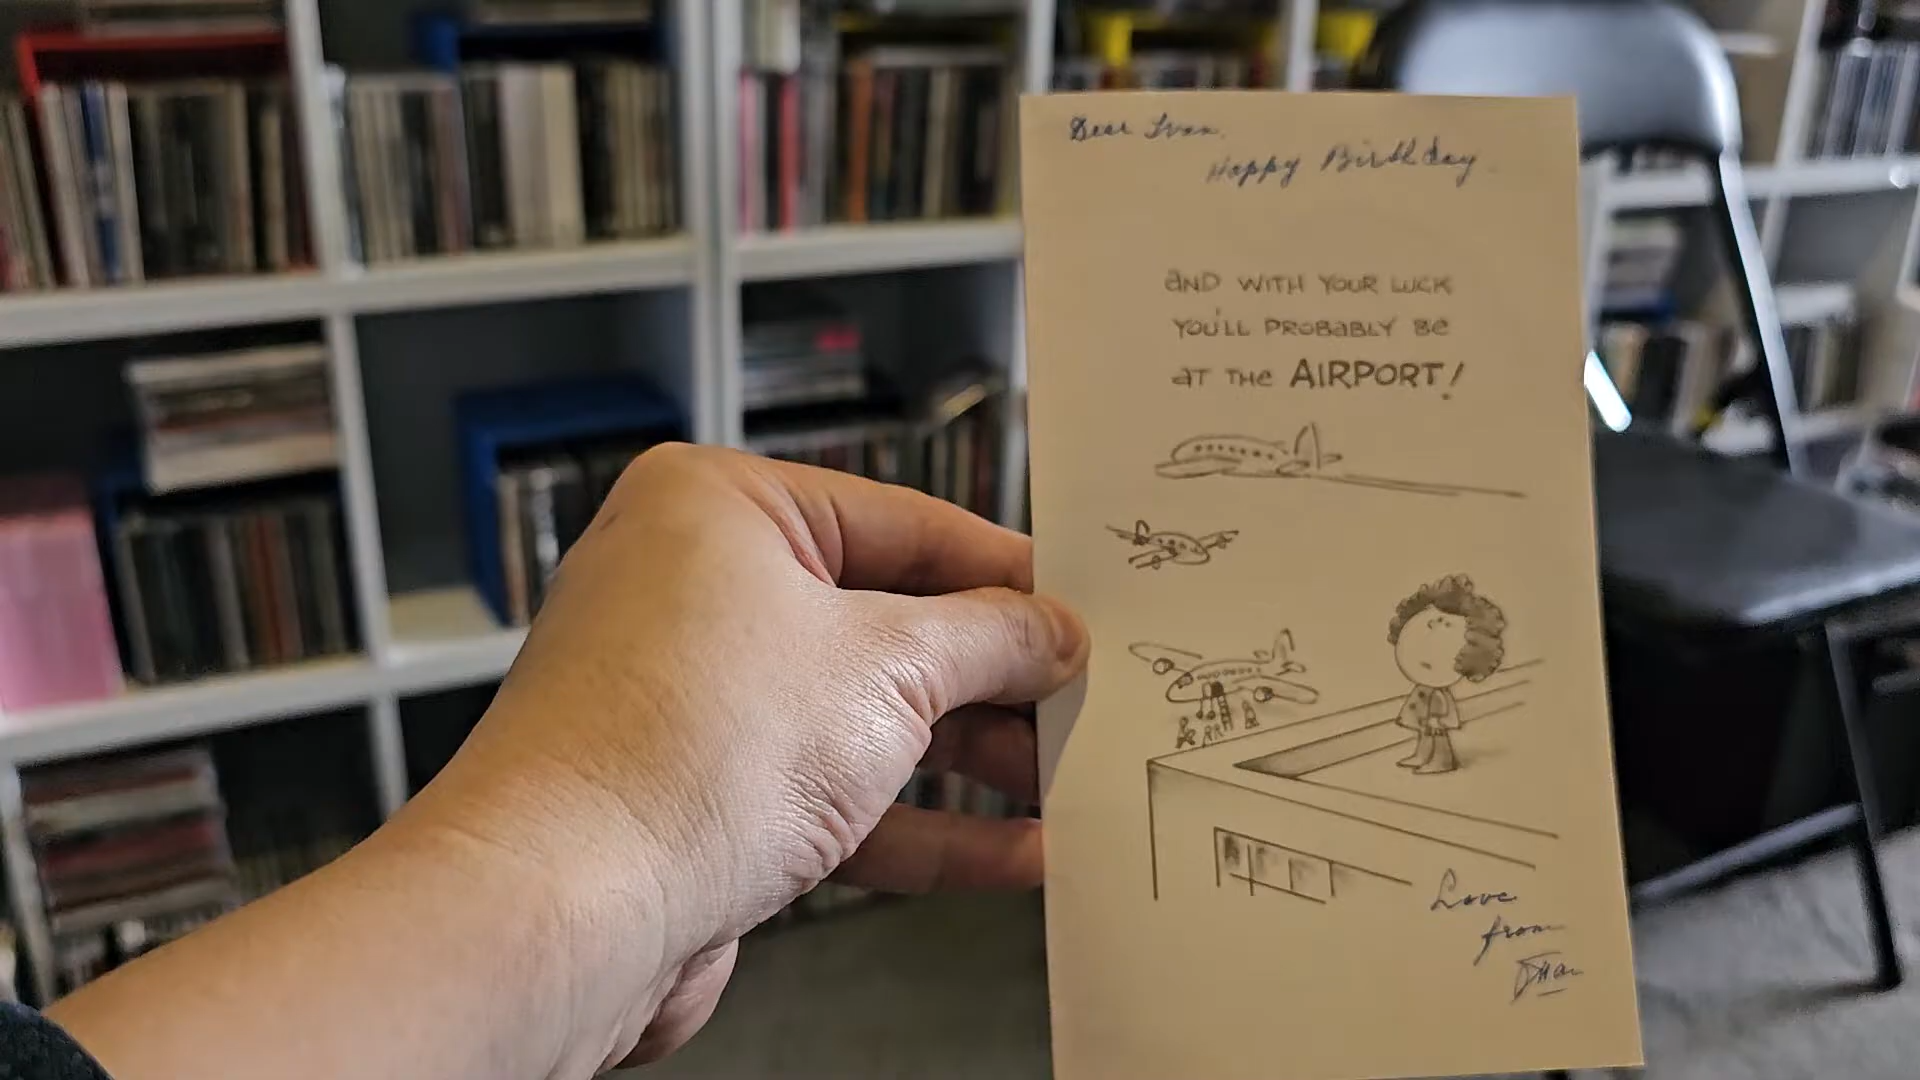 Dear Ivan,
Happy Birthday.
AND WITH YOUR LUCK
YOU'LL PROBABLY BE
AT THE AIRPORT!
Love
from